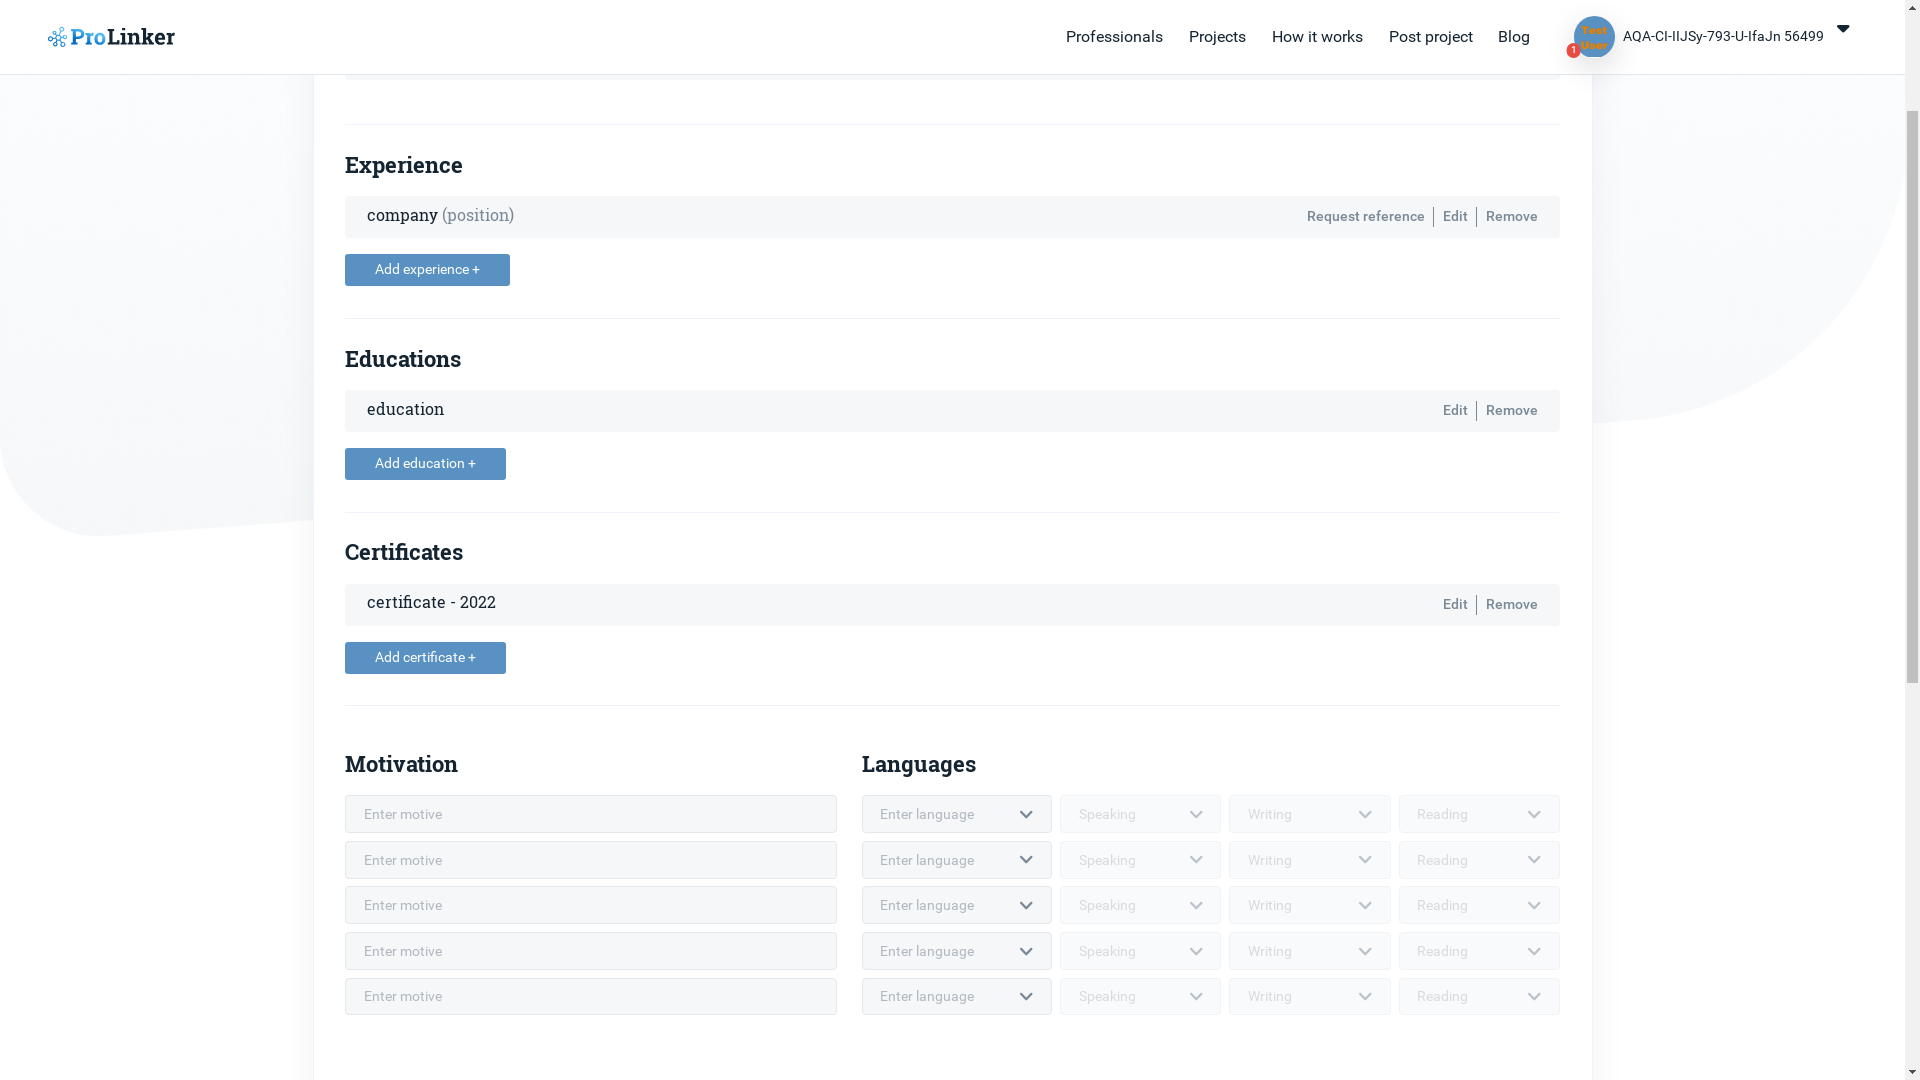 ProLinker
Professionals
Projects
How it works
Post project
Blog
Test
User
1
AQA-CI-IIJSy-793-U-IfaJn 56499
Experience
company (position)
Request reference
Edit
Remove
Add experience +
Educations
education
Edit
Remove
Add education +
Certificates
certificate - 2022
Edit
Remove
Add certificate +
Motivation
Enter motive
Enter motive
Enter motive
Enter motive
Enter motive
Languages
Enter language Speaking Writing Reading
Enter language Speaking Writing Reading
Enter language Speaking Writing Reading
Enter language Speaking Writing Reading
Enter language Speaking Writing Reading